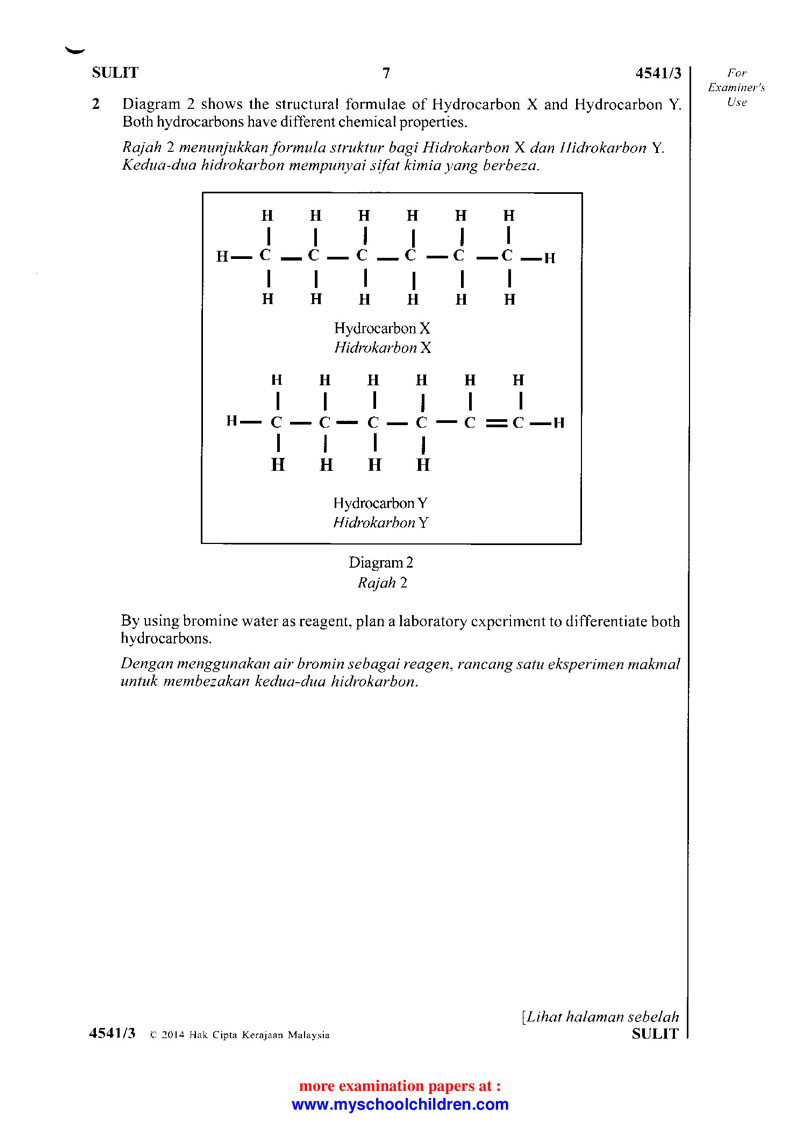 SULIT 7 4541/3
For
Examiner's
Use
2 Diagram 2 shows the structural formulae of Hydrocarbon X and Hydrocarbon Y.
Both hydrocarbons have different chemical properties.
Rajah 2 menunjukkan formula struktur bagi Hidrokarbon X dan Hidrokarbon Y.
Kedua-dua hidrokarbon mempunyai sifat kimia yang berbeza.
H H H H H H
H — C — C — C — C — C — C — H
H H H H H H
Hydrocarbon X
Hidrokarbon X
H H H H H H
H — C — C — C — C — C = C — H
H H H H
Hydrocarbon Y
Hidrokarbon Y
Diagram 2
Rajah 2
By using bromine water as reagent, plan a laboratory experiment to differentiate both
hydrocarbons.
Dengan menggunakan air bromin sebagai reagen, rancang satu eksperimen makmal
untuk membezakan kedua-dua hidrokarbon.
[Lihat halaman sebelah
4541/3 © 2014 Hak Cipta Kerajaan Malaysia SULIT
more examination papers at :
www.myschoolchildren.com